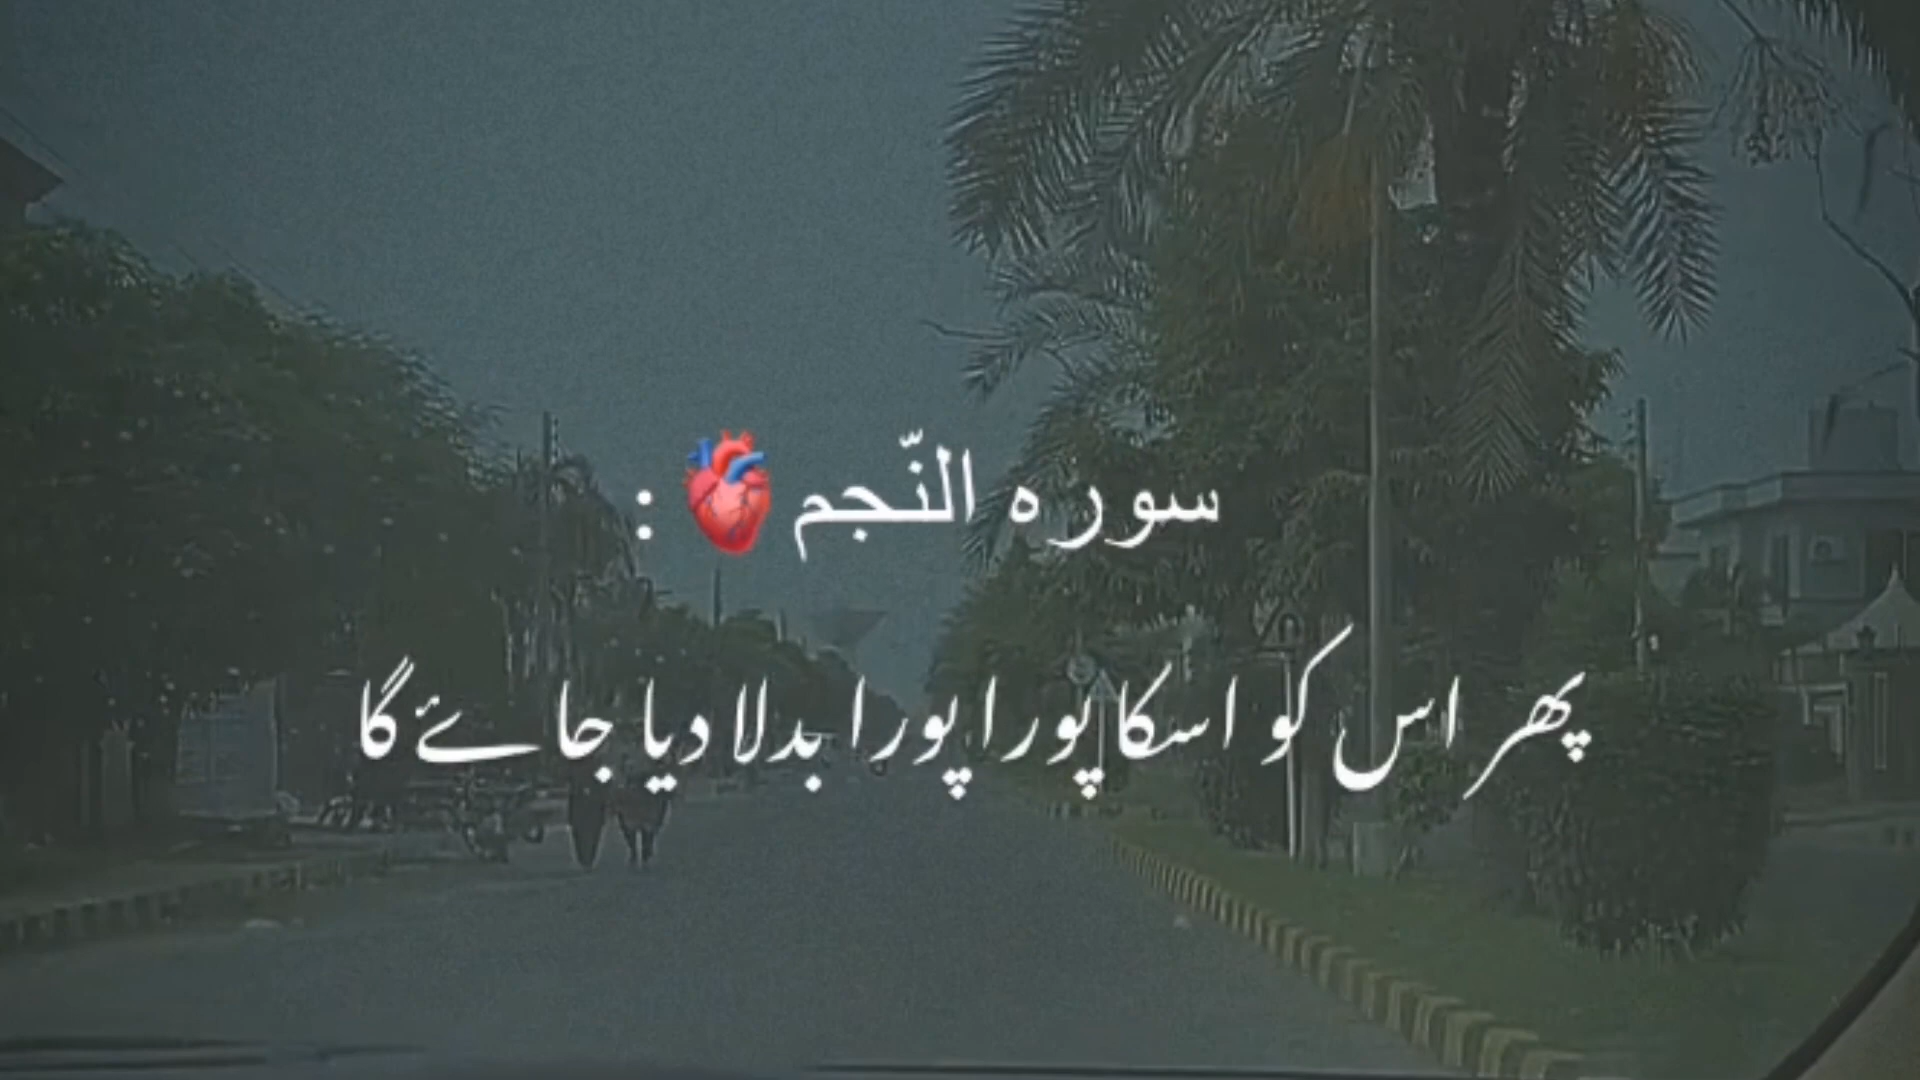 سورہ النّجم🫀:
پھر اس کو اسکا پورا پورا بدلا دیا جائے گا